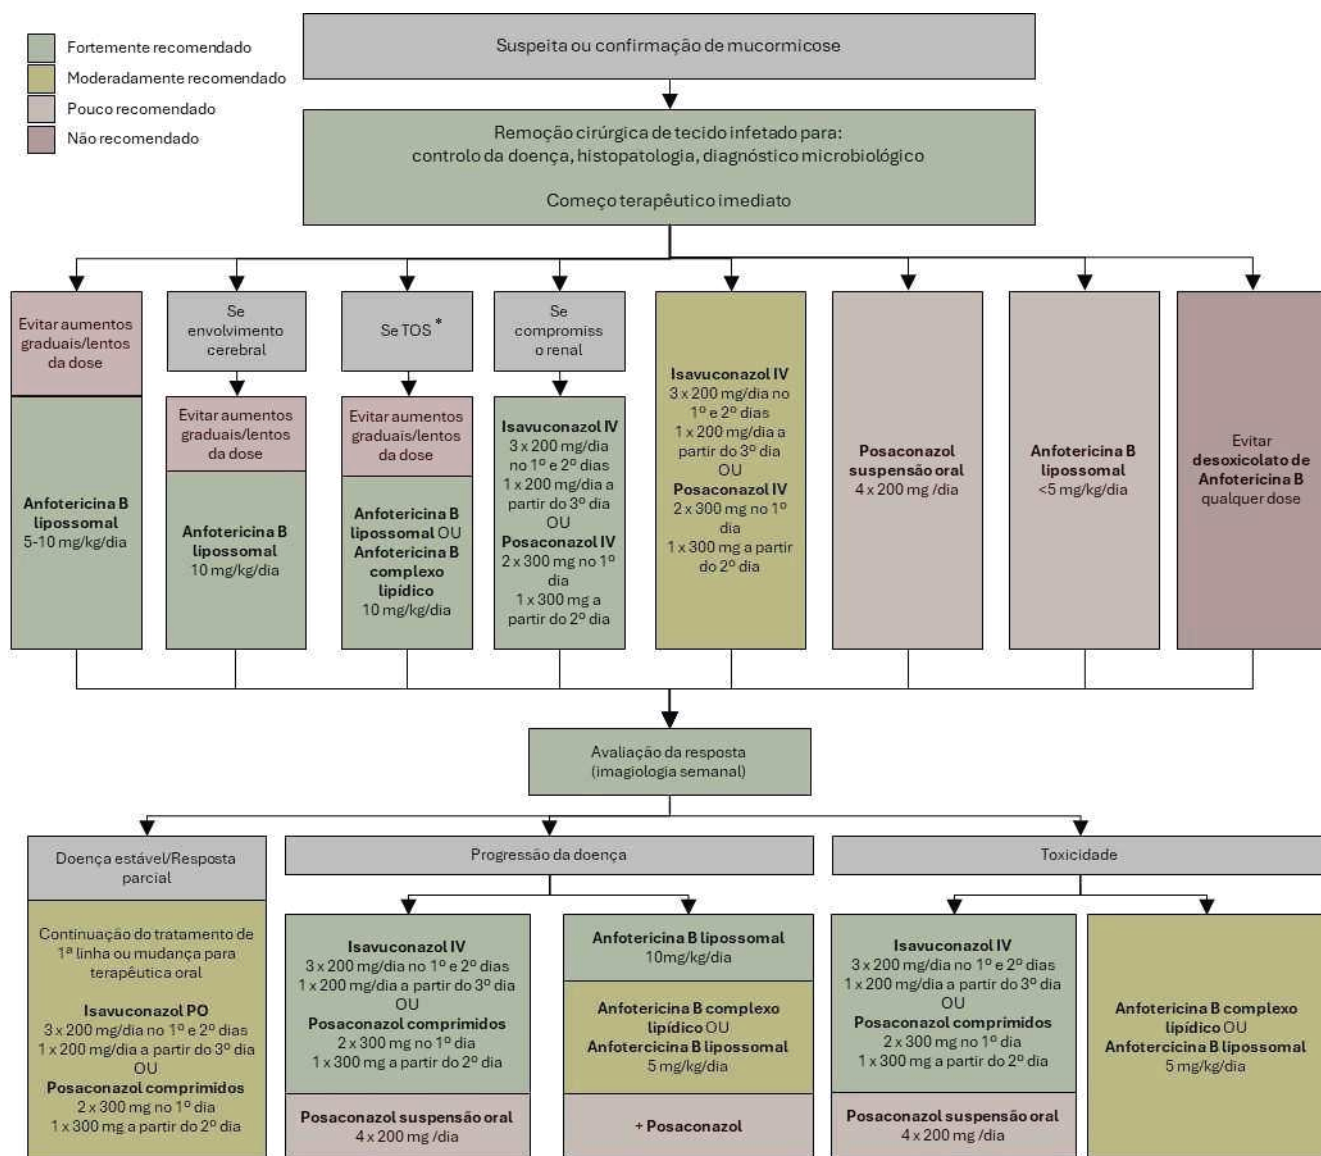 Fortemente recomendado
Moderadamente recomendado
Pouco recomendado
Não recomendado
Suspeita ou confirmação de mucormicose
Remoção cirúrgica de tecido infetado para:
controlo da doença, histopatologia, diagnóstico microbiológico
Começo terapêutico imediato
Evitar aumentos
graduais/lentos
da dose
Anfotericina B
lipossomal
5-10 mg/kg/dia
Se
envolvimento
cerebral
Evitar aumentos
graduais/lentos
da dose
Anfotericina B
lipossomal
10 mg/kg/dia
Se TOS *
Evitar aumentos
graduais/lentos
da dose
Anfotericina B
lipossomal OU
Anfotericina B
complexo
lipídico
10 mg/kg/dia
Se
compromiss
o renal
Isavuconazol IV
3 x 200 mg/dia
no 1º e 2º dias
1 x 200 mg/dia a
partir do 3º dia
OU
Posaconazol IV
2 x 300 mg no 1º
dia
1 x 300 mg a
partir do 2º dia
Isavuconazol IV
3 x 200 mg/dia no
1º e 2º dias
1 x 200 mg/dia a
partir do 3º dia
OU
Posaconazol IV
2 x 300 mg no 1º
dia
1 x 300 mg a partir
do 2º dia
Posaconazol
suspensão oral
4 x 200 mg /dia
Anfotericina B
lipossomal
<5 mg/kg/dia
Evitar
desoxicolato de
Anfotericina B
qualquer dose
Avaliação da resposta
(imagiologia semanal)
Doença estável/Resposta
parcial
Continuação do tratamento de
1ª linha ou mudança para
terapêutica oral
Isavuconazol PO
3 x 200 mg/dia no 1º e 2º dias
1 x 200 mg/dia a partir do 3º dia
OU
Posaconazol comprimidos
2 x 300 mg no 1º dia
1 x 300 mg a partir do 2º dia
Progressão da doença
Isavuconazol IV
3 x 200 mg/dia no 1º e 2º dias
1 x 200 mg/dia a partir do 3º dia
OU
Posaconazol comprimidos
2 x 300 mg no 1º dia
1 x 300 mg a partir do 2º dia
Posaconazol suspensão oral
4 x 200 mg /dia
Anfotericina B lipossomal
10mg/kg/dia
Anfotericina B complexo
lipídico OU
Anfotercicina B lipossomal
5 mg/kg/dia
+ Posaconazol
Toxicidade
Isavuconazol IV
3 x 200 mg/dia no 1º e 2º dias
1 x 200 mg/dia a partir do 3º dia
OU
Posaconazol comprimidos
2 x 300 mg no 1º dia
1 x 300 mg a partir do 2º dia
Posaconazol suspensão oral
4 x 200 mg /dia
Anfotericina B complexo
lipídico OU
Anfotercicina B lipossomal
5 mg/kg/dia